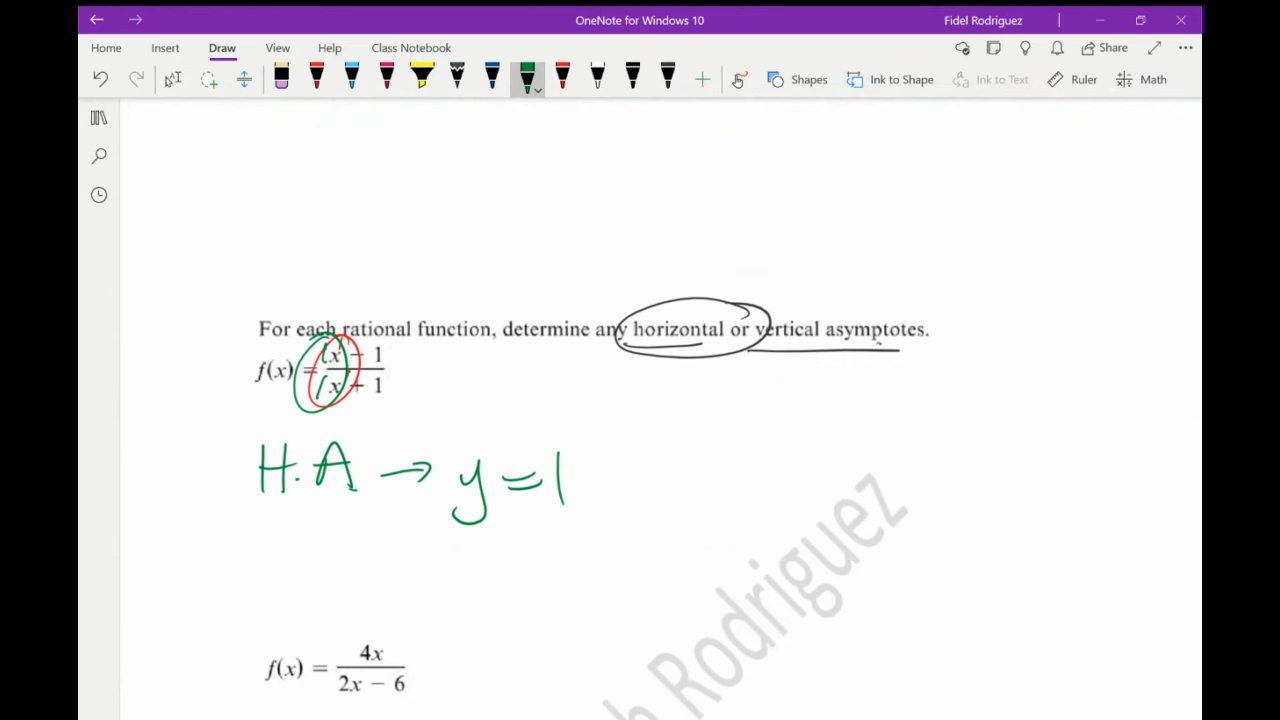 OneNote for Windows 10 Fidel Rodriguez
Home Insert Draw View Help Class Notebook Share
Shapes Ink to Shape Ink to Text Ruler Math
For each rational function, determine any horizontal or vertical asymptotes.
f(x) = 1x - 1 / 1x + 1
H.A → y = 1
f(x) = 4x / 2x - 6
Rodriguez